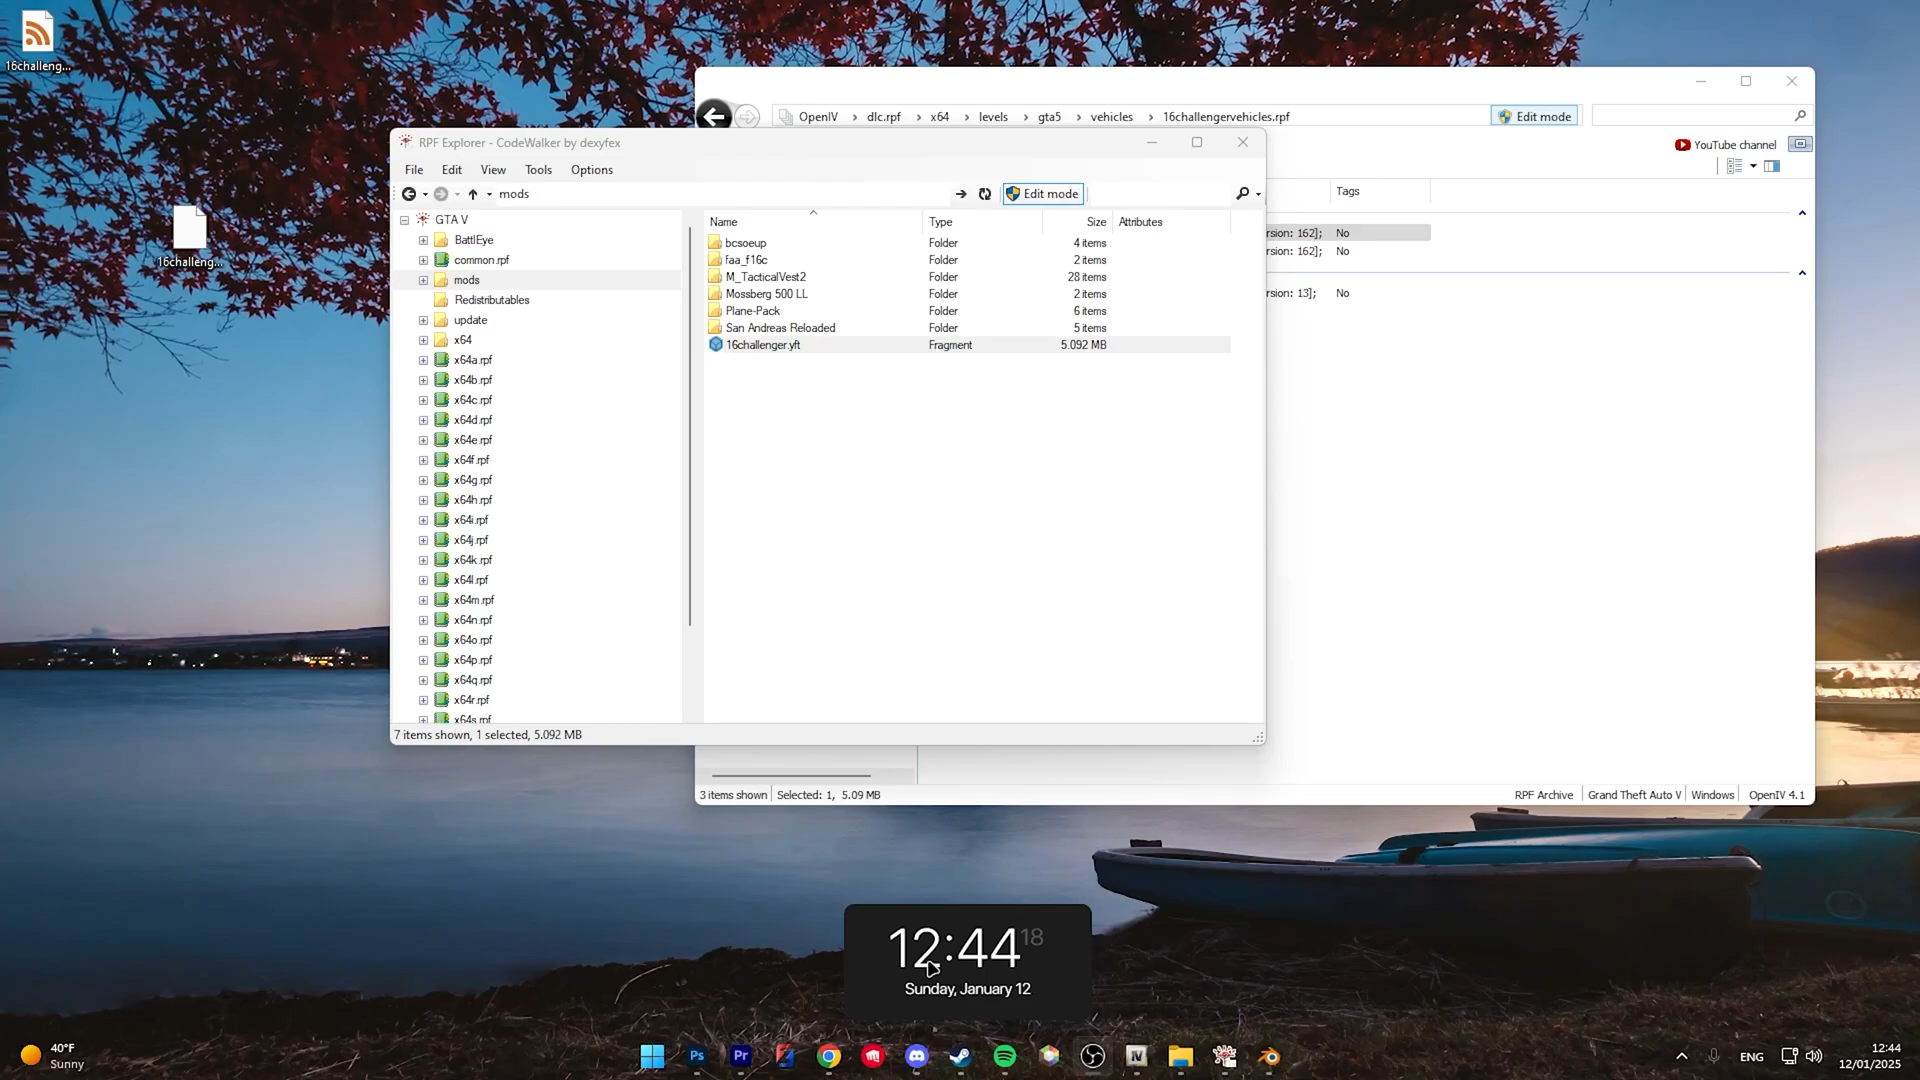 16challeng...
16challeng...
OpenIV
dlc.rpf
x64
levels
gta5
vehicles
16challengervehicles.rpf
Edit mode
YouTube channel
Tags
rsion: 162];
No
rsion: 162];
No
rsion: 13];
No
3 items shown
Selected: 1, 5.09 MB
RPF Archive
Grand Theft Auto V
Windows
OpenIV 4.1
RPF Explorer - CodeWalker by dexyfex
File
Edit
View
Tools
Options
mods
Edit mode
GTA V
BattlEye
common.rpf
mods
Redistributables
update
x64
x64a.rpf
x64b.rpf
x64c.rpf
x64d.rpf
x64e.rpf
x64f.rpf
x64g.rpf
x64h.rpf
x64i.rpf
x64j.rpf
x64k.rpf
x64l.rpf
x64m.rpf
x64n.rpf
x64o.rpf
x64p.rpf
x64q.rpf
x64r.rpf
x64s.rpf
Name
Type
Size
Attributes
bcsoeup
Folder
4 items
faa_f16c
Folder
2 items
M_TacticalVest2
Folder
28 items
Mossberg 500 LL
Folder
2 items
Plane-Pack
Folder
6 items
San Andreas Reloaded
Folder
5 items
16challenger.yft
Fragment
5.092 MB
7 items shown, 1 selected, 5.092 MB
12:44 18
Sunday, January 12
40°F
Sunny
Ps
Pr
IV
ENG
12:44
12/01/2025